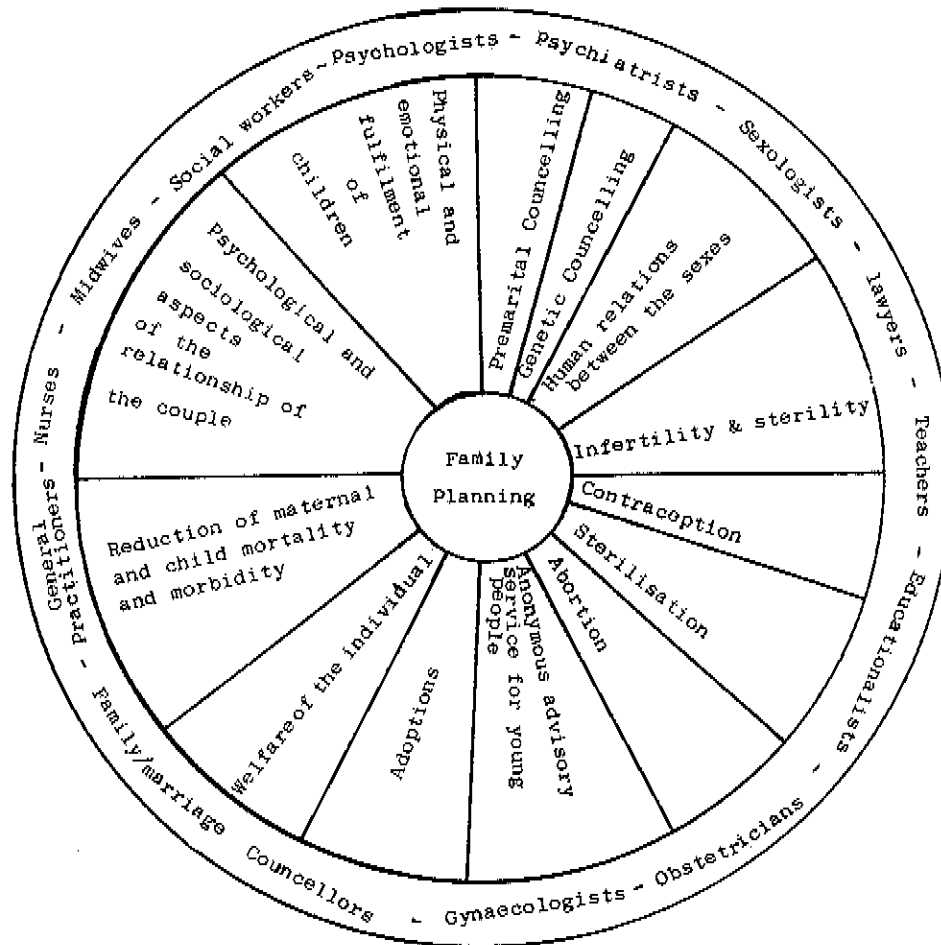 General
Practitioners - Nurses - Midwives - Social workers - Psychologists - Psychiatrists - Sexologists - lawyers - Teachers - Educationalists - Obstetricians - Gynaecologists - Family/marriage Councellors -
Physical and
emotional
fulfilment
of
children
Premarital Councelling
Genetic Councelling
Human relations
between the sexes
Infertility & sterility
Contracoption
Sterilisation
Abortion
Anonymous advisory
service for young
people
Adoptions
Welfare of the individual
Reduction of maternal
and child mortality
and morbidity
Psychological and
sociological
aspects
of the
relationship of
the couple
Family
Planning